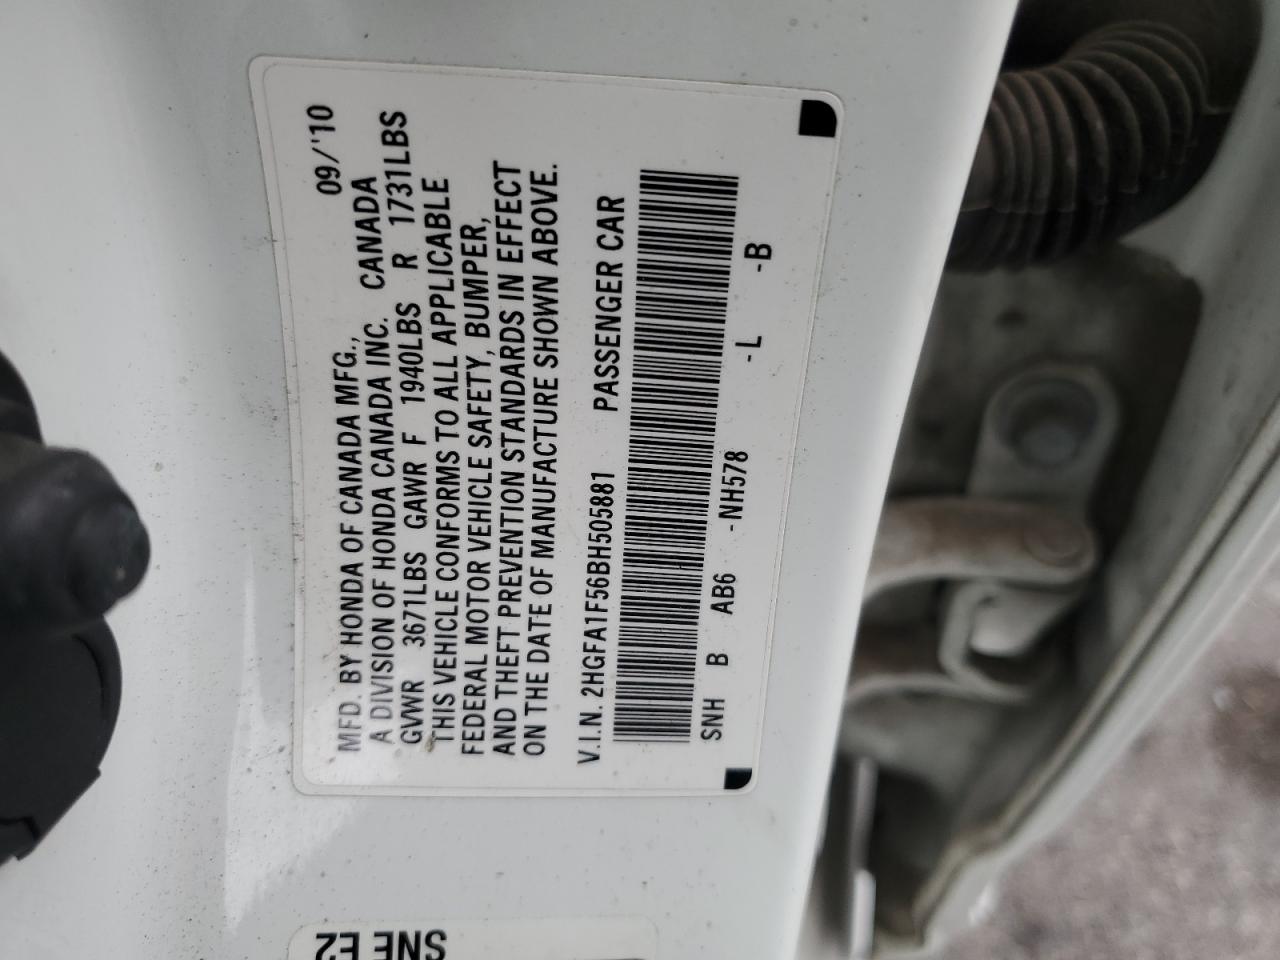 MFD. BY HONDA OF CANADA MFG., 09/'10
A DIVISION OF HONDA CANADA INC. CANADA
GVWR 3671LBS GAWR F 1940LBS R 1731LBS
THIS VEHICLE CONFORMS TO ALL APPLICABLE
FEDERAL MOTOR VEHICLE SAFETY, BUMPER,
AND THEFT PREVENTION STANDARDS IN EFFECT
ON THE DATE OF MANUFACTURE SHOWN ABOVE.
V.I.N. 2HGFA1F56BH505881 PASSENGER CAR
SNH B AB6 -NH578 -L -B